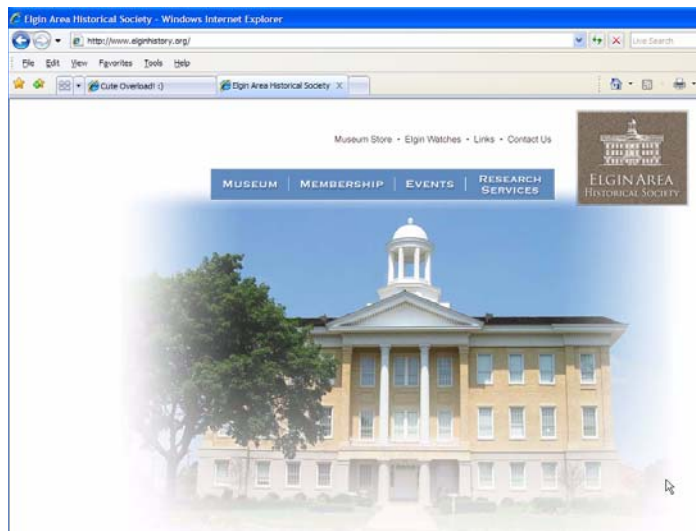 Elgin Area Historical Society - Windows Internet Explorer
http://www.elginhistory.org/
Live Search
File Edit View Favorites Tools Help
Cute Overload! :)
Elgin Area Historical Society
Museum Store • Elgin Watches • Links • Contact Us
MUSEUM | MEMBERSHIP | EVENTS | RESEARCH SERVICES
ELGIN AREA
HISTORICAL SOCIETY